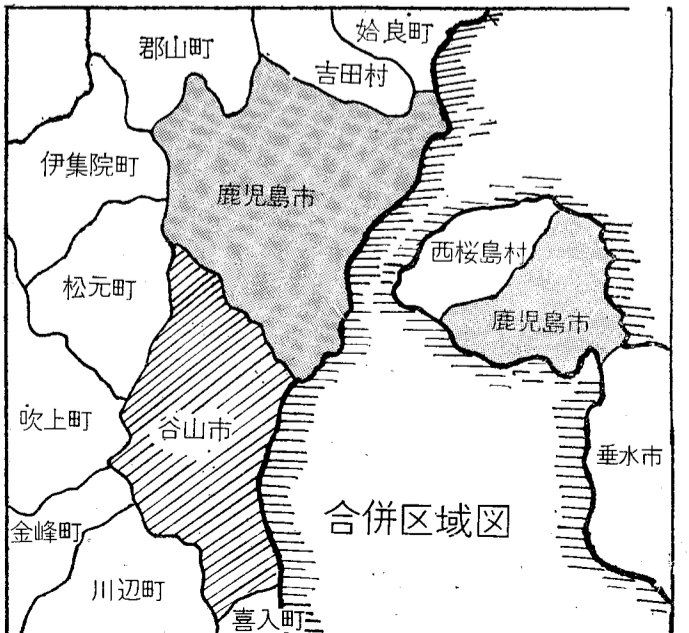 姶良町
郡山町
吉田村
伊集院町
鹿児島市
西桜島村
松元町
鹿児島市
吹上町
谷山市
垂水市
合併区域図
金峰町
川辺町
喜入町